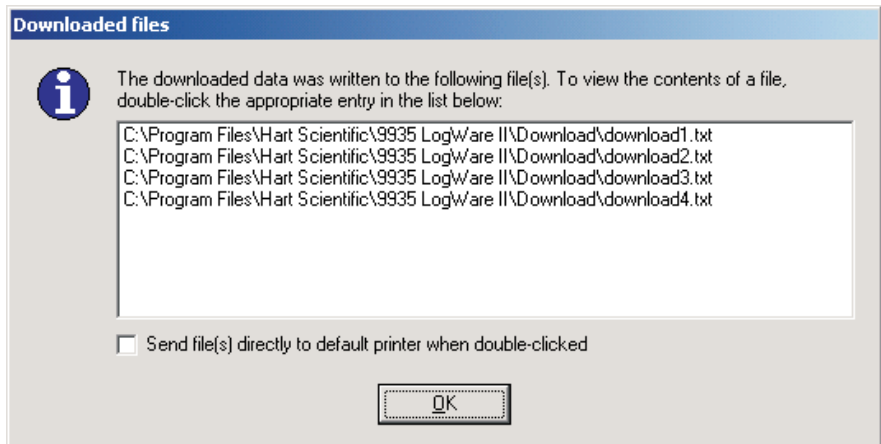 Downloaded files
The downloaded data was written to the following file(s). To view the contents of a file,
double-click the appropriate entry in the list below:
C:\Program Files\Hart Scientific\9935 LogWare II\Download\download1.txt
C:\Program Files\Hart Scientific\9935 LogWare II\Download\download2.txt
C:\Program Files\Hart Scientific\9935 LogWare II\Download\download3.txt
C:\Program Files\Hart Scientific\9935 LogWare II\Download\download4.txt
Send file(s) directly to default printer when double-clicked
OK